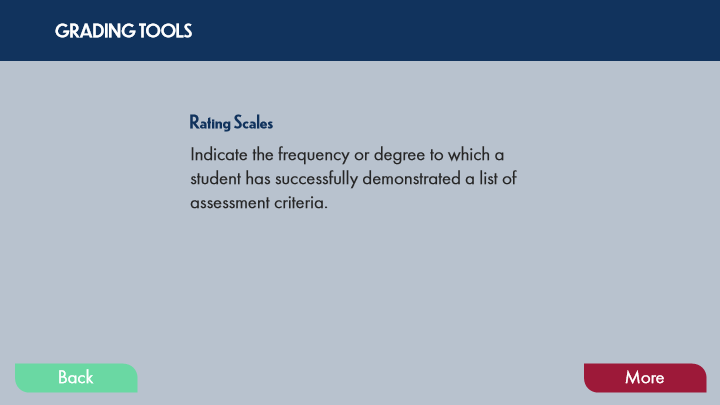 GRADING TOOLS
Rating Scales
Indicate the frequency or degree to which a
student has successfully demonstrated a list of
assessment criteria.
Back
More